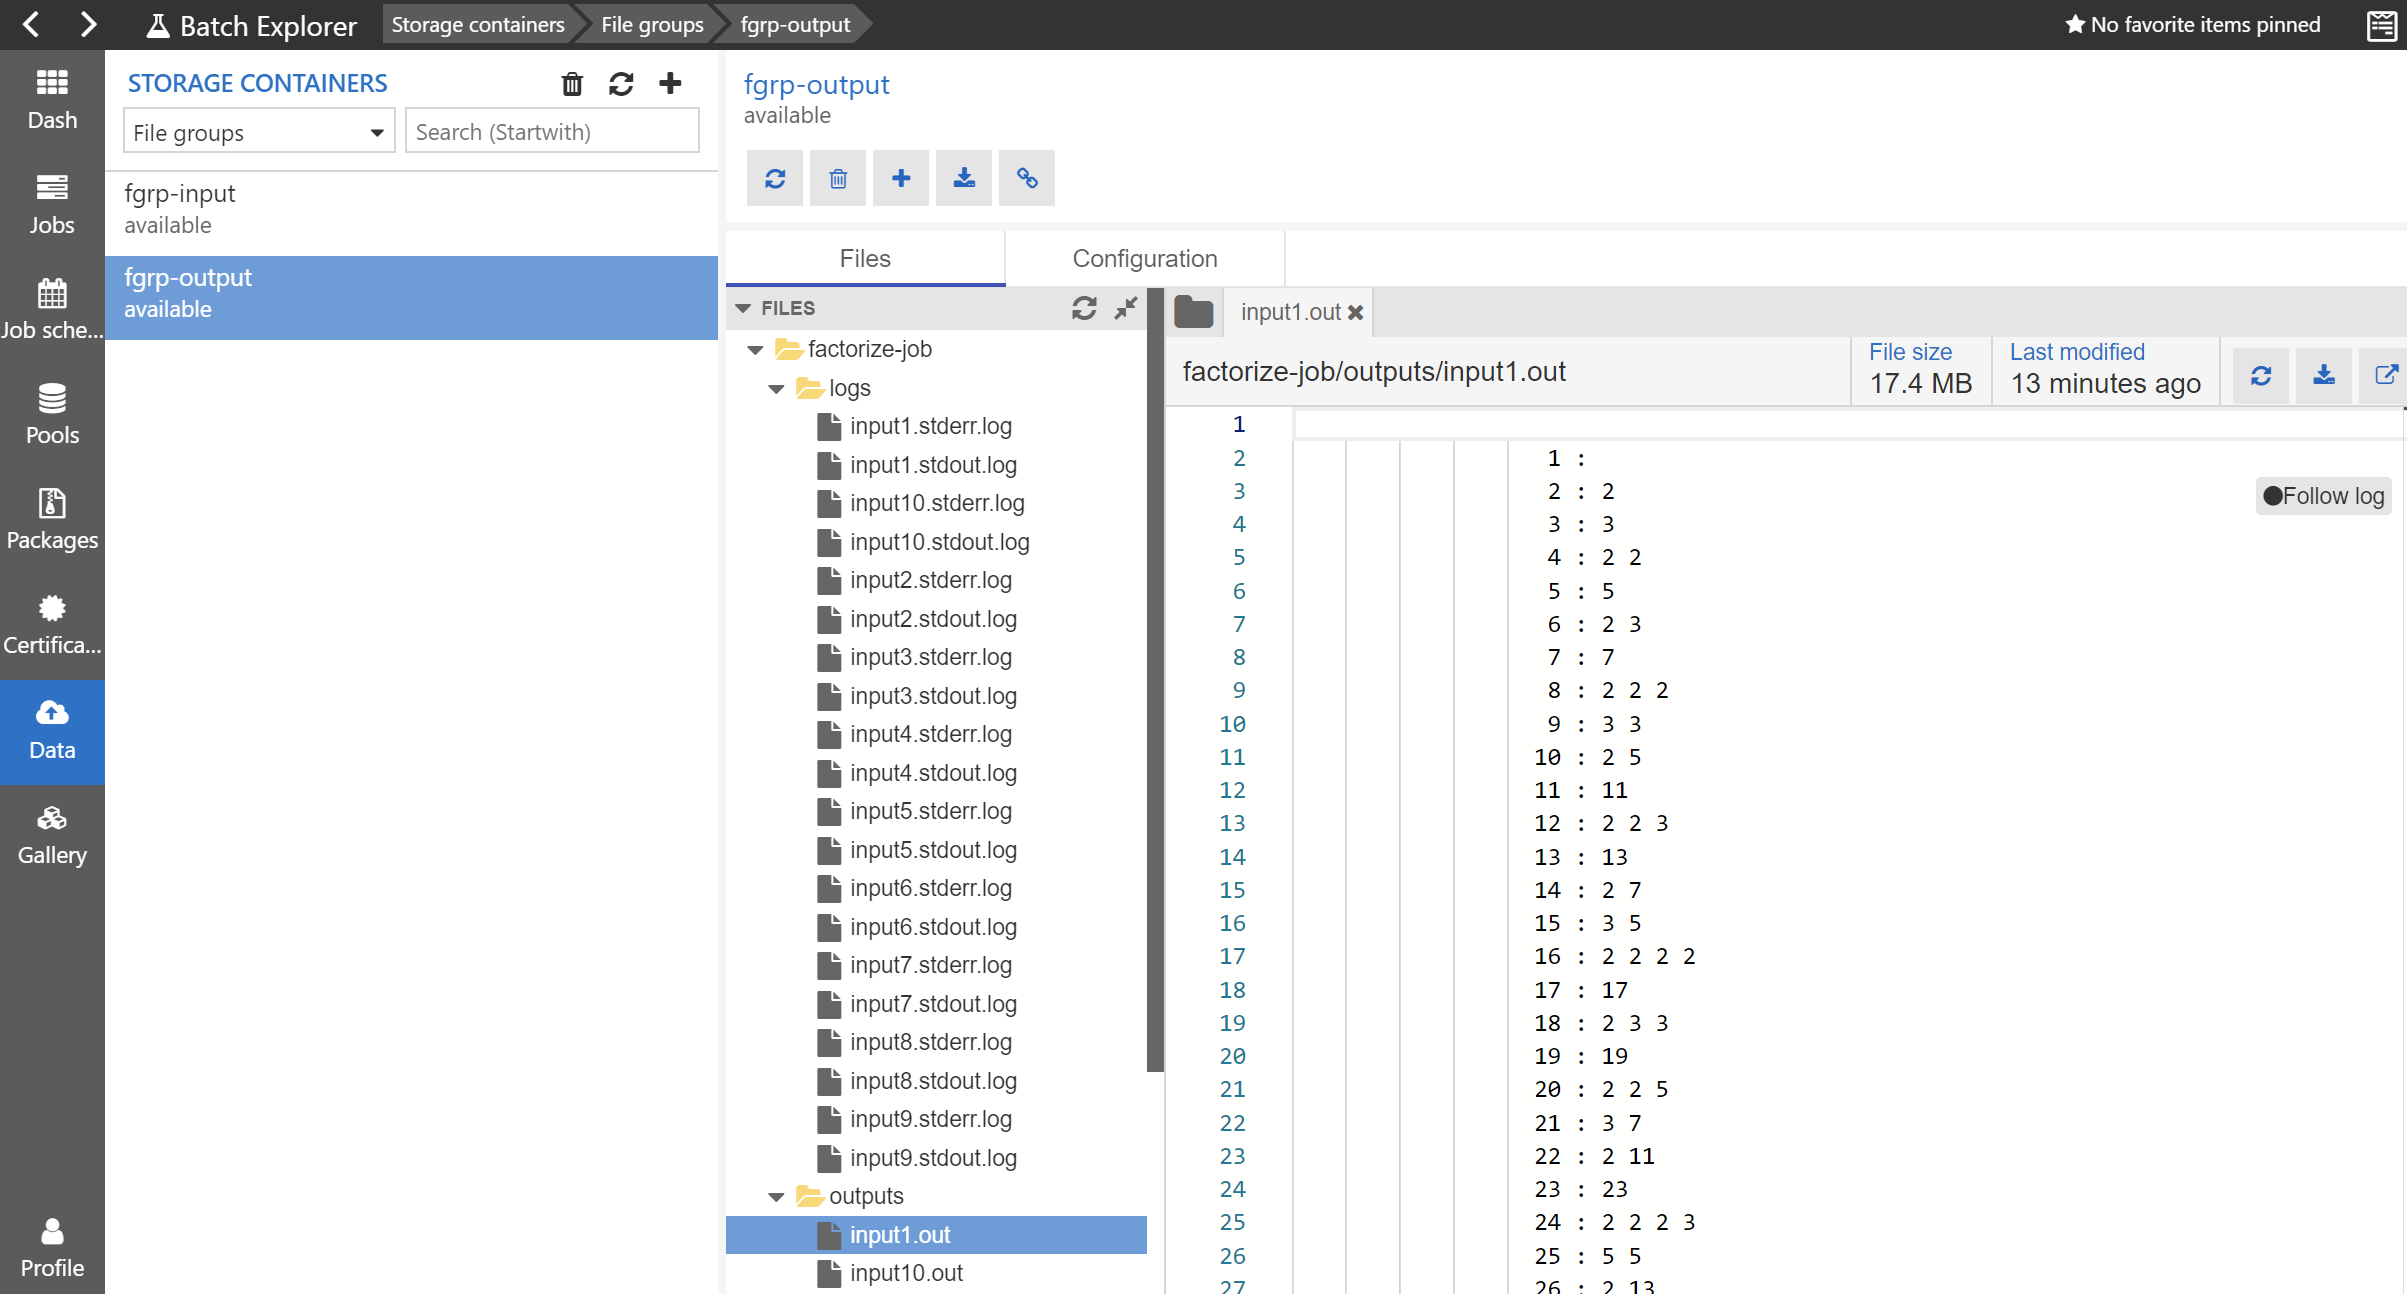 Batch Explorer
Storage containers
File groups
fgrp-output
No favorite items pinned
Dash
Jobs
Job sche...
Pools
Packages
Certifica...
Data
Gallery
Profile
STORAGE CONTAINERS
File groups
Search (Startwith)
fgrp-input
available
fgrp-output
available
fgrp-output
available
Files
Configuration
FILES
factorize-job
logs
input1.stderr.log
input1.stdout.log
input10.stderr.log
input10.stdout.log
input2.stderr.log
input2.stdout.log
input3.stderr.log
input3.stdout.log
input4.stderr.log
input4.stdout.log
input5.stderr.log
input5.stdout.log
input6.stderr.log
input6.stdout.log
input7.stderr.log
input7.stdout.log
input8.stderr.log
input8.stdout.log
input9.stderr.log
input9.stdout.log
outputs
input1.out
input10.out
input1.out
factorize-job/outputs/input1.out
File size
17.4 MB
Last modified
13 minutes ago
Follow log
1
2 1 :
3 2 : 2
4 3 : 3
5 4 : 2 2
6 5 : 5
7 6 : 2 3
8 7 : 7
9 8 : 2 2 2
10 9 : 3 3
11 10 : 2 5
12 11 : 11
13 12 : 2 2 3
14 13 : 13
15 14 : 2 7
16 15 : 3 5
17 16 : 2 2 2 2
18 17 : 17
19 18 : 2 3 3
20 19 : 19
21 20 : 2 2 5
22 21 : 3 7
23 22 : 2 11
24 23 : 23
25 24 : 2 2 2 3
26 25 : 5 5
27 26 : 2 13